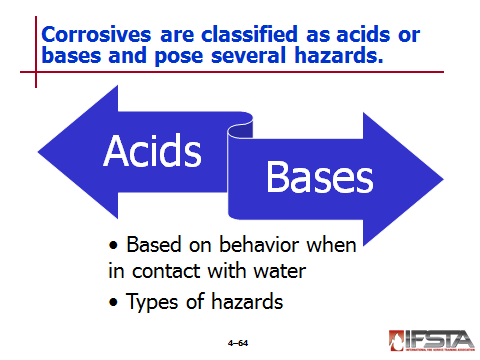 Corrosives are classified as acids or
bases and pose several hazards.
Acids
Bases
• Based on behavior when
in contact with water
• Types of hazards
4–64
IFSTA
INTERNATIONAL FIRE SERVICE TRAINING ASSOCIATION